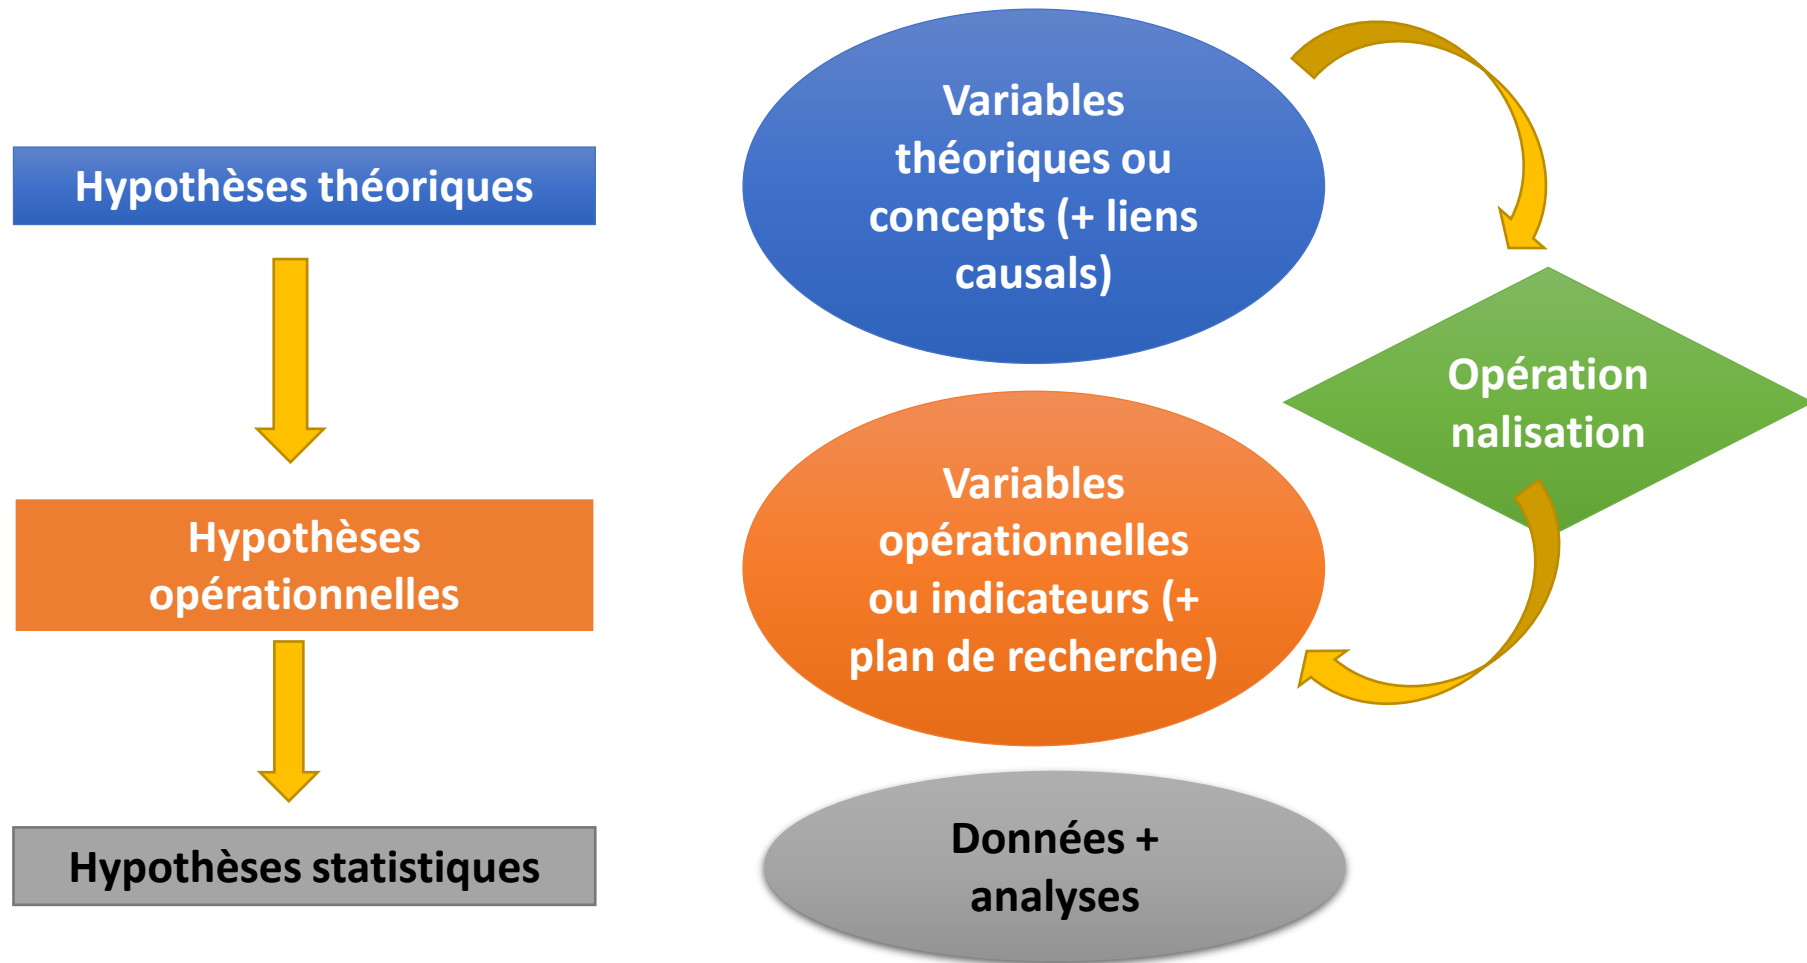 Hypothèses théoriques
Variables
théoriques ou
concepts (+ liens
causals)
Opération
nalisation
Hypothèses
opérationnelles
Variables
opérationnelles
ou indicateurs (+
plan de recherche)
Hypothèses statistiques
Données +
analyses